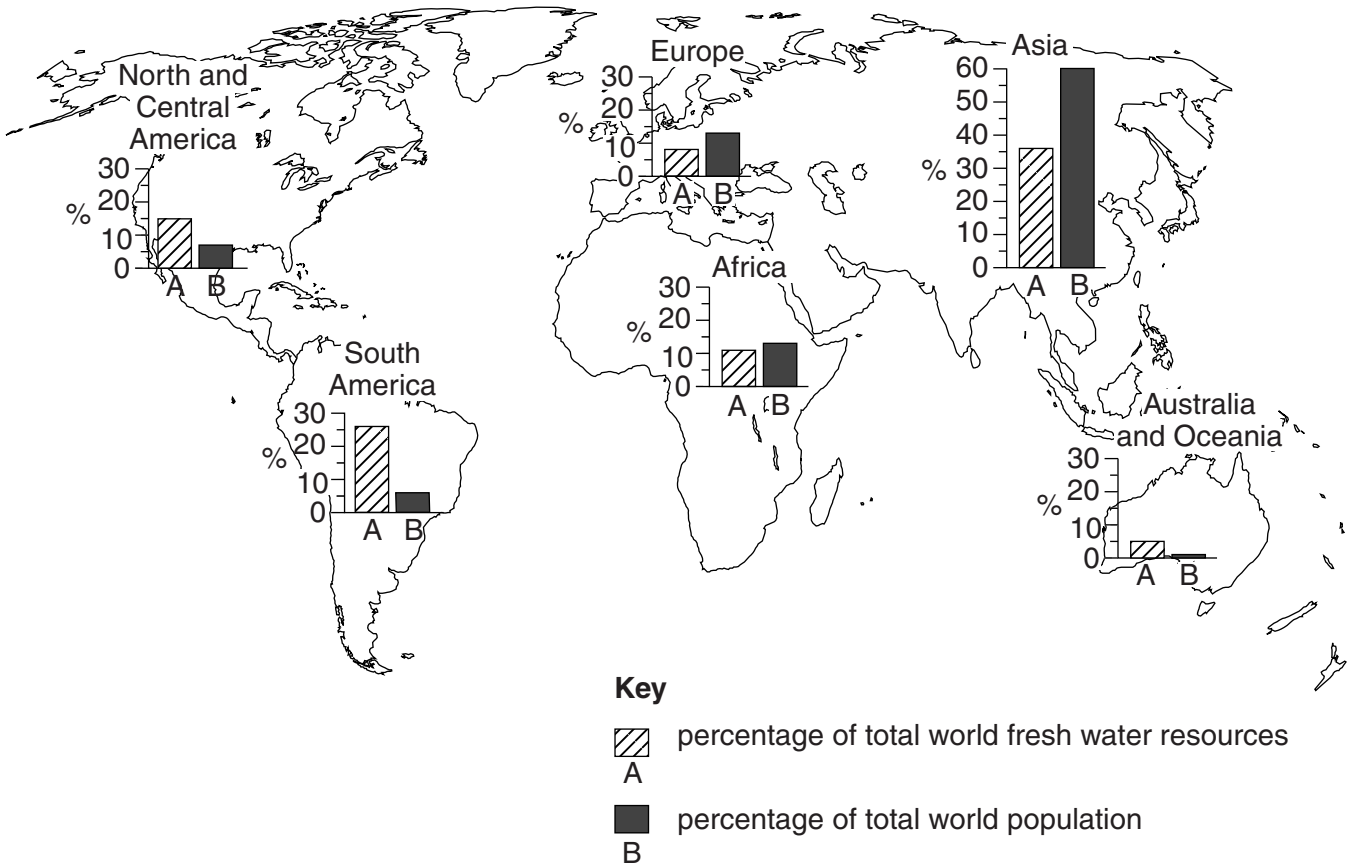 North and
Central
America
30
20
%
10
0
A B
South
America
30
20
%
10
0
A B
Europe
30
20
%
10
0
A B
Africa
30
20
%
10
0
A B
Asia
60
50
40
30
%
20
10
0
A B
Australia
and Oceania
30
20
%
10
0
A B
Key
percentage of total world fresh water resources
A
percentage of total world population
B